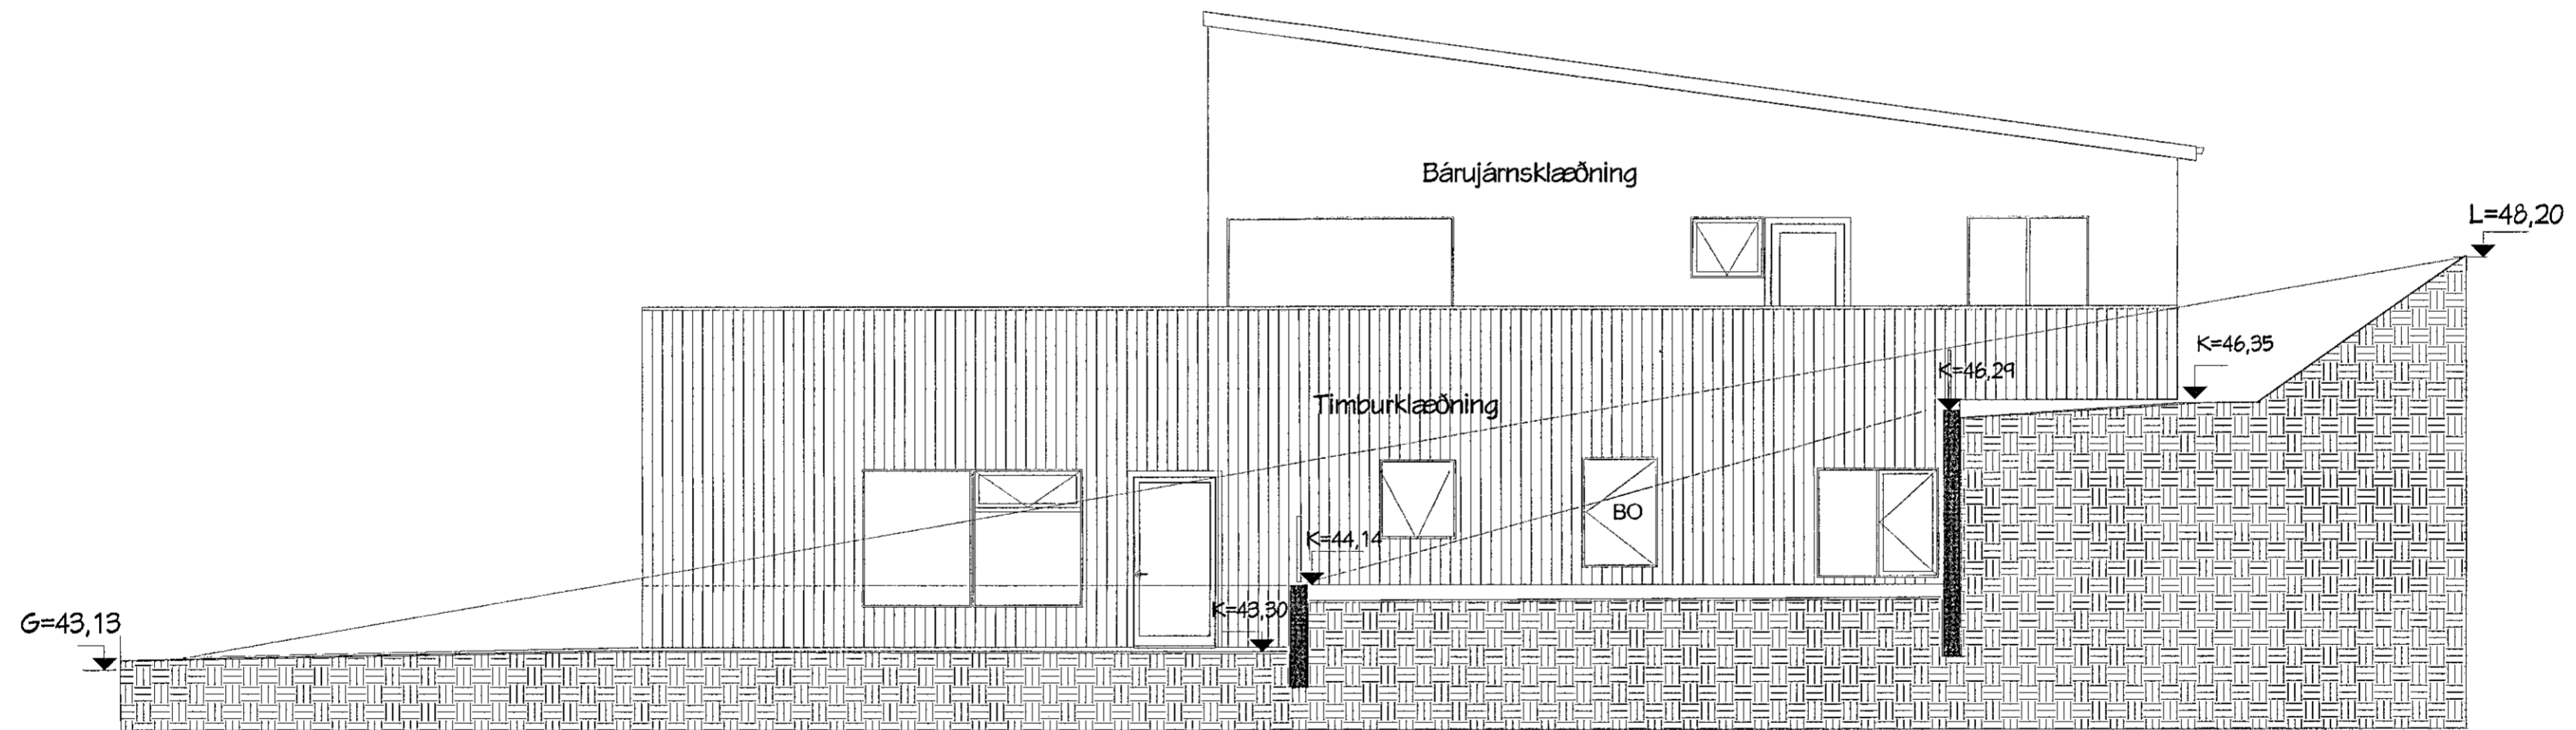 Bárujárnsklæðning
L=48,20
K=46,35
K=46,29
Timburklæðning
BO
K=44,14
K=43,30
G=43,13